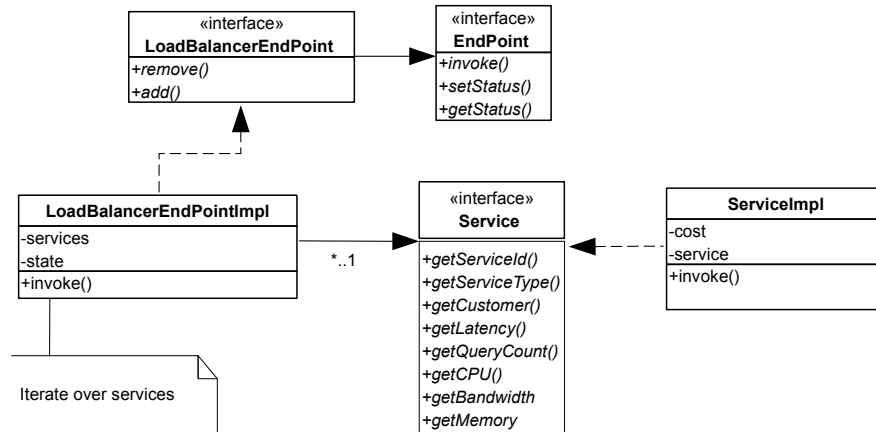 «interface»
LoadBalancerEndPoint
+remove()
+add()
«interface»
EndPoint
+invoke()
+setStatus()
+getStatus()
LoadBalancerEndPointImpl
-services
-state
+invoke()
*..1
«interface»
Service
+getServiceId()
+getServiceType()
+getCustomer()
+getLatency()
+getQueryCount()
+getCPU()
+getBandwidth
+getMemory
ServiceImpl
-cost
-service
+invoke()
Iterate over services